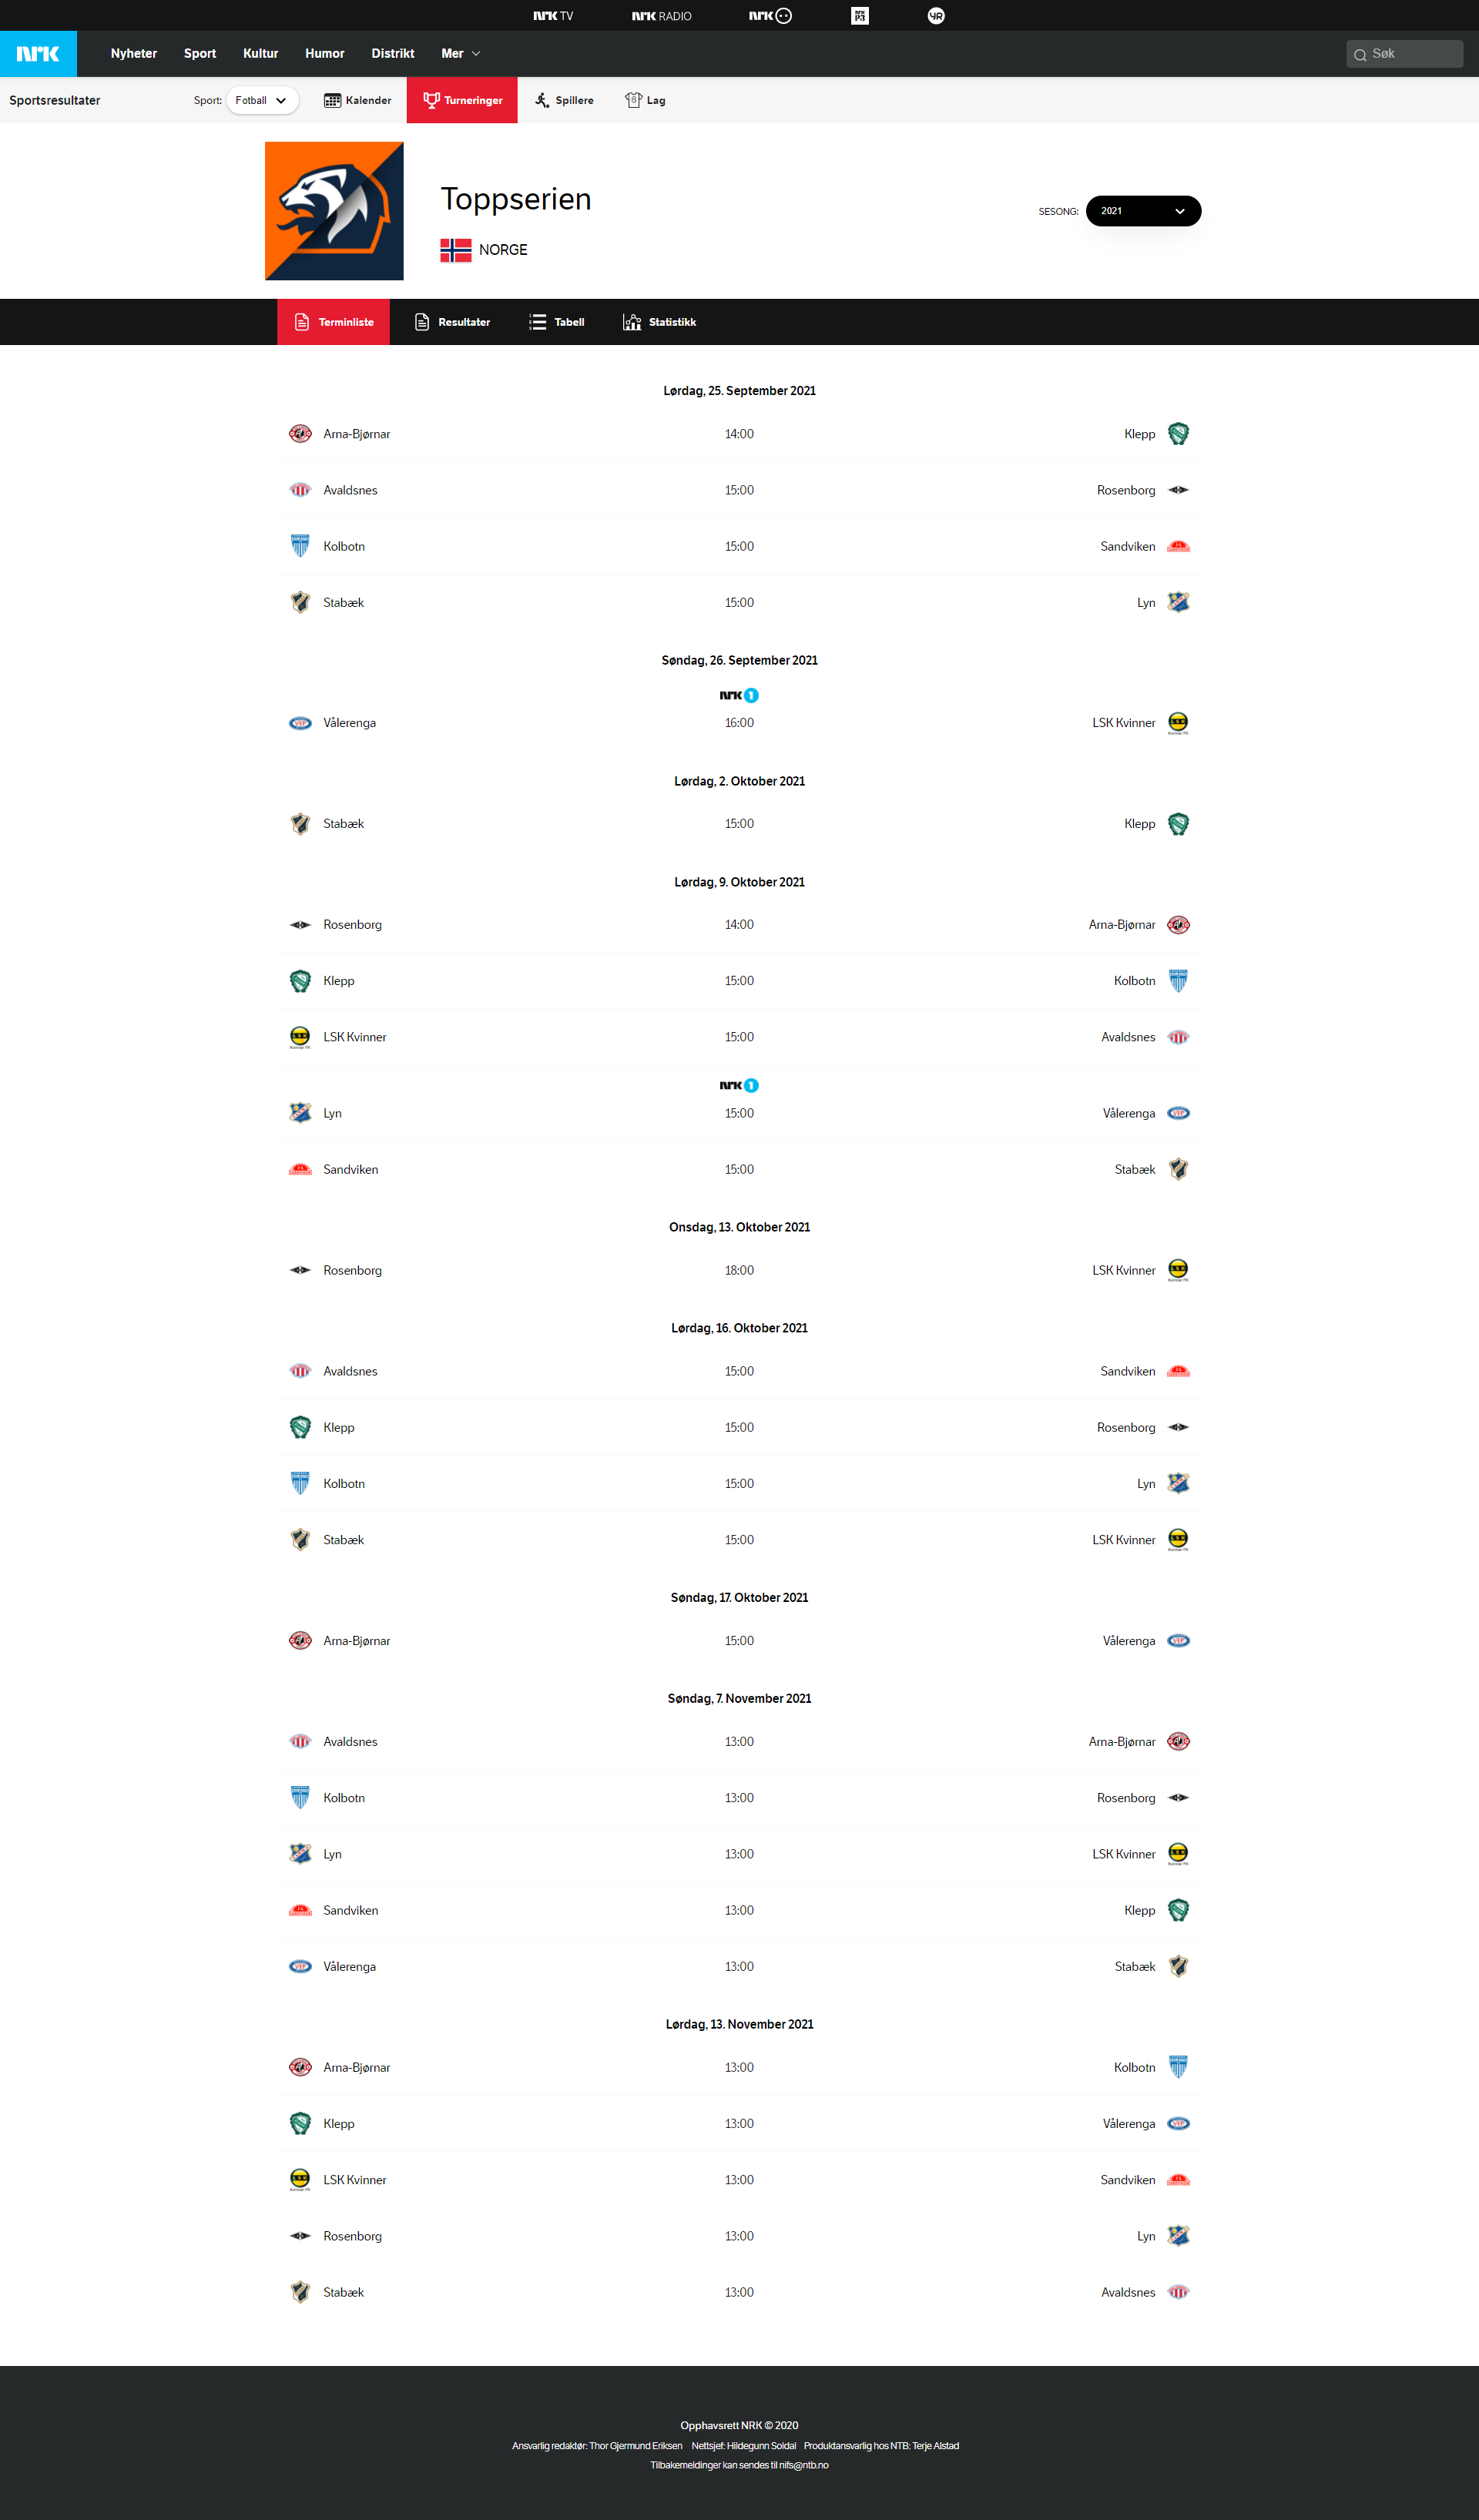 NRK TV NRK RADIO NRK NRK P3 YR
NRK Nyheter Sport Kultur Humor Distrikt Mer Søk
Sportsresultater Sport: Fotball Kalender Turneringer Spillere Lag
Toppserien
SESONG: 2021
NORGE
Terminliste Resultater Tabell Statistikk
Lørdag, 25. September 2021
Arna-Bjørnar 14:00 Klepp
Avaldsnes 15:00 Rosenborg
Kolbotn 15:00 Sandviken
Stabæk 15:00 Lyn
Søndag, 26. September 2021
NRK 1
Vålerenga 16:00 LSK Kvinner
Lørdag, 2. Oktober 2021
Stabæk 15:00 Klepp
Lørdag, 9. Oktober 2021
Rosenborg 14:00 Arna-Bjørnar
Klepp 15:00 Kolbotn
LSK Kvinner 15:00 Avaldsnes
NRK 1
Lyn 15:00 Vålerenga
Sandviken 15:00 Stabæk
Onsdag, 13. Oktober 2021
Rosenborg 18:00 LSK Kvinner
Lørdag, 16. Oktober 2021
Avaldsnes 15:00 Sandviken
Klepp 15:00 Rosenborg
Kolbotn 15:00 Lyn
Stabæk 15:00 LSK Kvinner
Søndag, 17. Oktober 2021
Arna-Bjørnar 15:00 Vålerenga
Søndag, 7. November 2021
Avaldsnes 13:00 Arna-Bjørnar
Kolbotn 13:00 Rosenborg
Lyn 13:00 LSK Kvinner
Sandviken 13:00 Klepp
Vålerenga 13:00 Stabæk
Lørdag, 13. November 2021
Arna-Bjørnar 13:00 Kolbotn
Klepp 13:00 Vålerenga
LSK Kvinner 13:00 Sandviken
Rosenborg 13:00 Lyn
Stabæk 13:00 Avaldsnes
Opphavsrett NRK © 2020
Ansvarlig redaktør: Thor Gjermund Eriksen Nettsjef: Hildegunn Soldal Produktansvarlig hos NTB: Terje Alstad
Tilbakemeldinger kan sendes til nifs@ntb.no